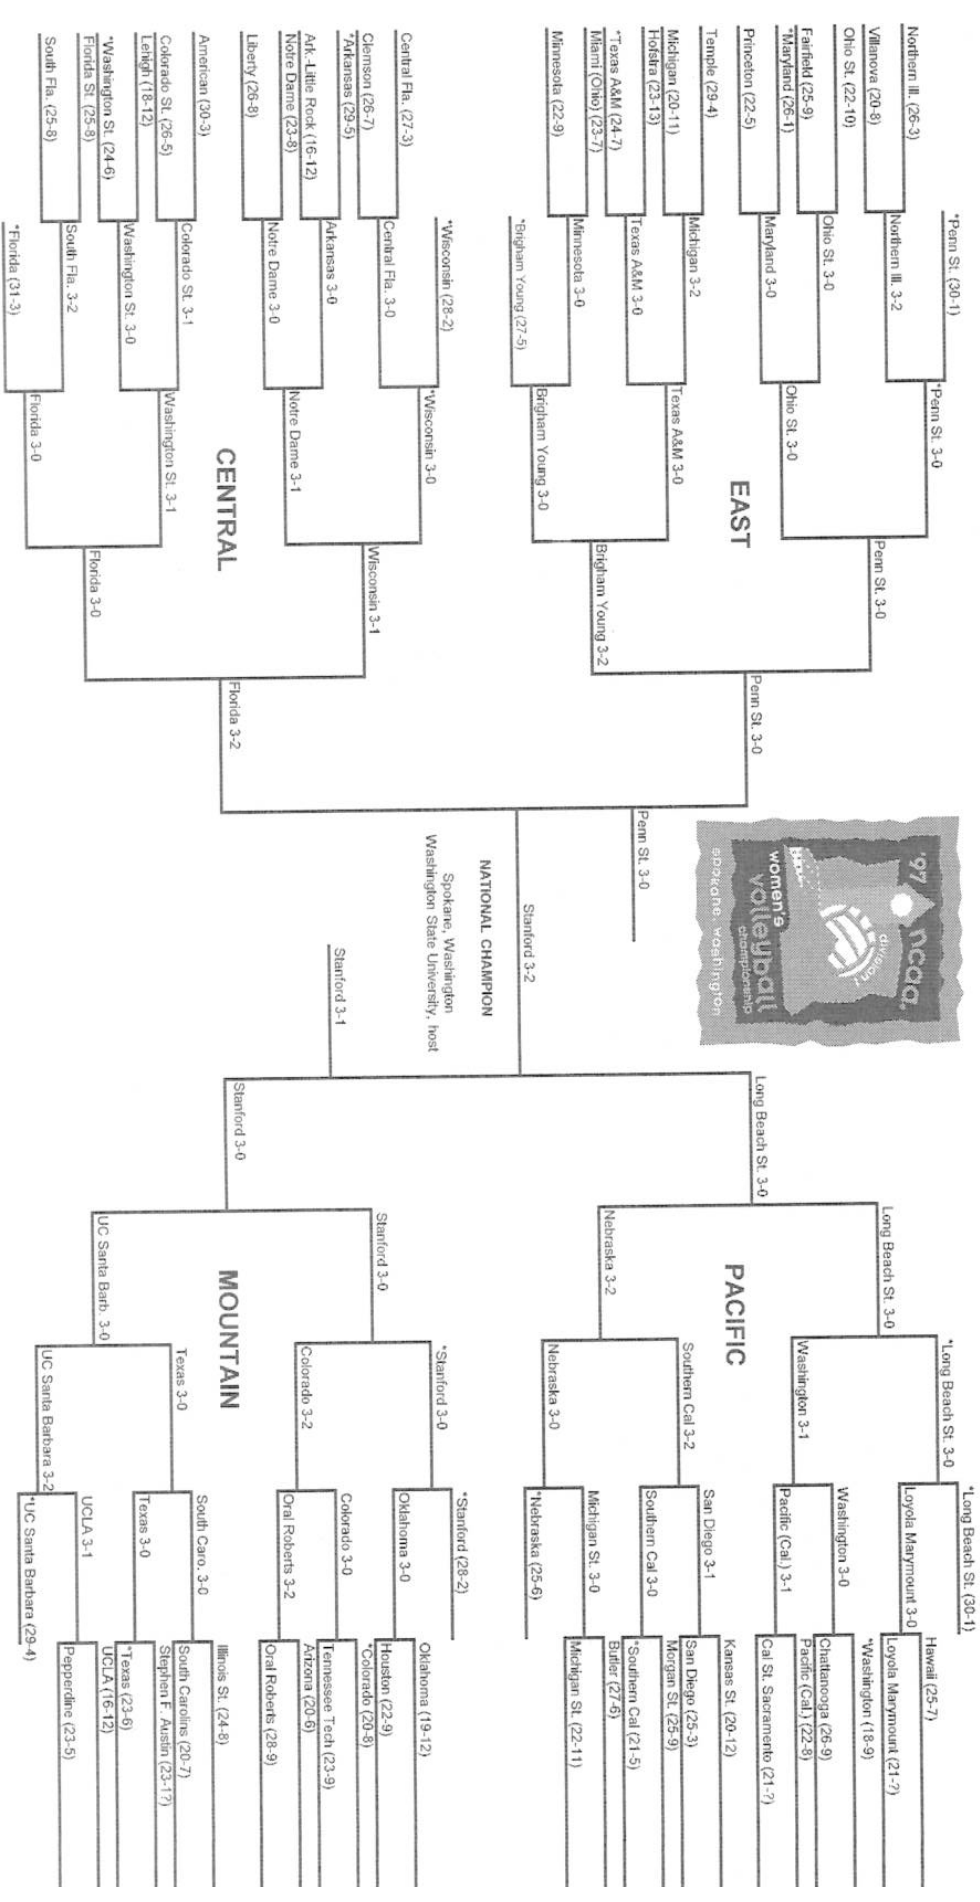 Northern Ill. (26-3)
Villanova (20-8)
Ohio St. (22-10)
Fairfield (25-9)
*Maryland (26-1)
Princeton (22-5)
Temple (29-4)
Michigan (20-11)
Hofstra (23-13)
*Texas A&M (24-7)
Miami (Ohio) (23-7)
Minnesota (22-9)
Central Fla. (27-3)
Clemson (26-7)
*Arkansas (29-5)
Ark.-Little Rock (16-12)
Notre Dame (23-8)
Liberty (26-8)
American (30-3)
Colorado St. (26-5)
Lehigh (18-12)
*Washington St. (24-6)
Florida St. (25-8)
South Fla. (25-8)
*Penn St. (30-1)
Northern Ill. 3-2
Ohio St. 3-0
Maryland 3-0
Michigan 3-2
Texas A&M 3-0
Minnesota 3-0
*Brigham Young (27-5)
*Wisconsin (28-2)
Central Fla. 3-0
Arkansas 3-0
Notre Dame 3-0
Colorado St. 3-1
Washington St. 3-0
South Fla. 3-2
*Florida (31-3)
*Penn St. 3-0
Ohio St. 3-0
Texas A&M 3-0
Brigham Young 3-0
*Wisconsin 3-0
Notre Dame 3-1
Washington St. 3-1
Florida 3-0
EAST
CENTRAL
Penn St. 3-0
Brigham Young 3-2
Wisconsin 3-1
Florida 3-0
Penn St. 3-0
Florida 3-2
Penn St. 3-0
'97 ncaa
division I
women's
volleyball
championship
spokane, washington
Stanford 3-2
NATIONAL CHAMPION
Spokane, Washington
Washington State University, host
Stanford 3-1
Long Beach St. 3-0
Stanford 3-0
Long Beach St. 3-0
Nebraska 3-2
Stanford 3-0
UC Santa Barb. 3-0
PACIFIC
MOUNTAIN
*Long Beach St. 3-0
Washington 3-1
Southern Cal 3-2
Nebraska 3-0
*Stanford 3-0
Colorado 3-2
Texas 3-0
UC Santa Barbara 3-2
*Long Beach St. (30-1)
Loyola Marymount 3-0
Washington 3-0
Pacific (Cal.) 3-1
San Diego 3-1
Southern Cal 3-0
Michigan St. 3-0
*Nebraska (25-6)
*Stanford (28-2)
Oklahoma 3-0
Colorado 3-0
Oral Roberts 3-2
South Caro. 3-0
Texas 3-0
UCLA 3-1
*UC Santa Barbara (29-4)
Hawaii (25-7)
Loyola Marymount (21-?)
*Washington (18-9)
Chattanooga (26-9)
Pacific (Cal.) (22-8)
Cal St. Sacramento (21-?)
Kansas St. (20-12)
San Diego (25-3)
Morgan St. (25-9)
*Southern Cal (21-5)
Butler (27-6)
Michigan St. (22-11)
Oklahoma (19-12)
Houston (22-9)
*Colorado (20-8)
Tennessee Tech (23-9)
Arizona (20-6)
Oral Roberts (28-9)
Illinois St. (24-8)
South Carolins (20-7)
Stephen F. Austin (23-1?)
*Texas (23-6)
UCLA (16-12)
Pepperdine (23-5)